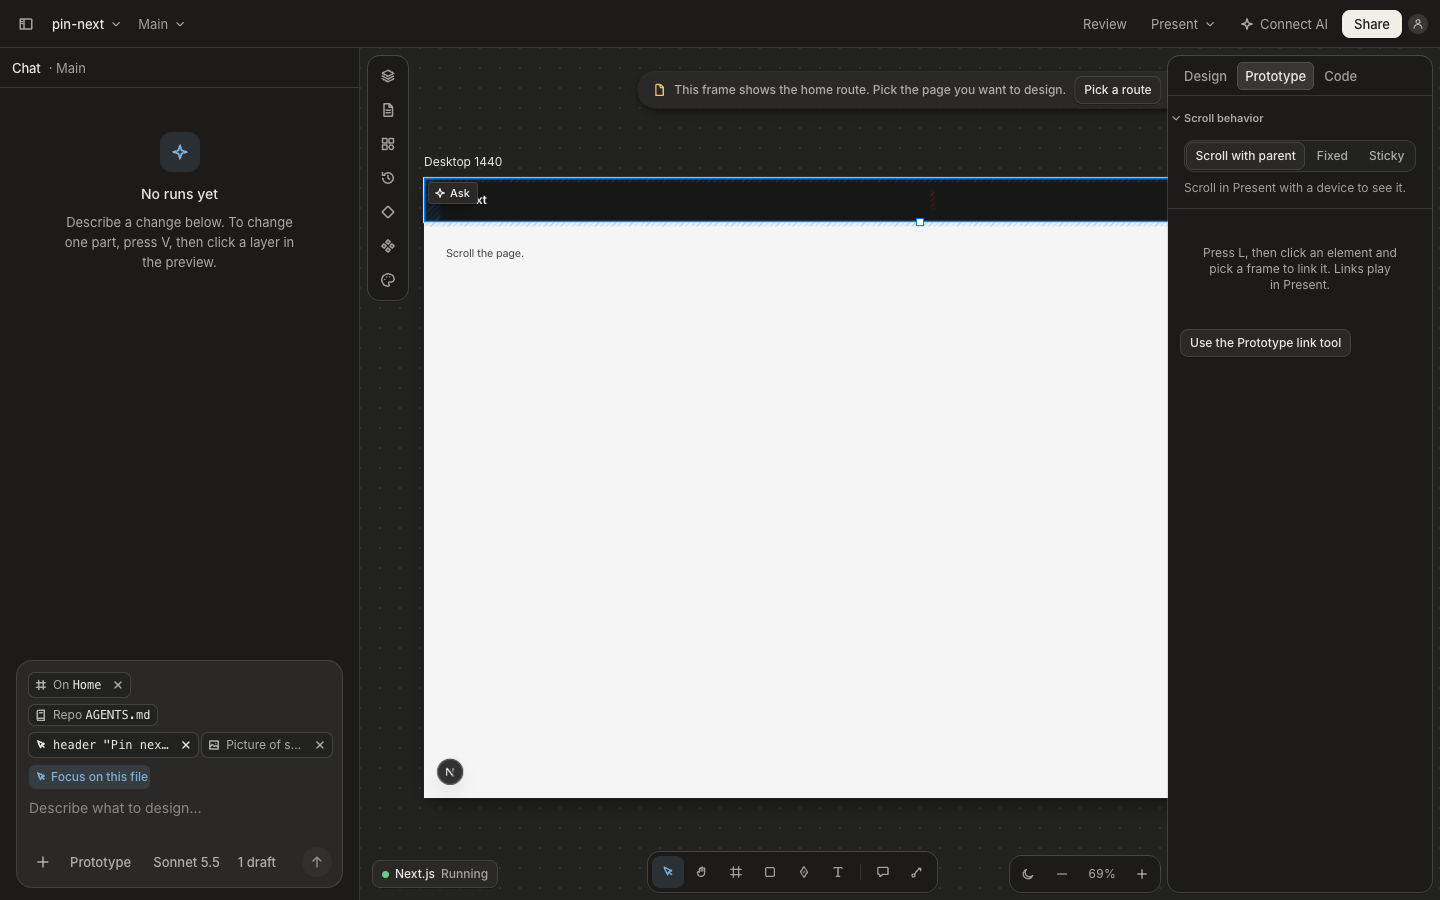 pin-next
Main
Review
Present
Connect AI
Share
Chat · Main
No runs yet
Describe a change below. To change
one part, press V, then click a layer in
the preview.
On Home
Repo AGENTS.md
header "Pin nex…
Picture of s…
Focus on this file
Describe what to design...
Prototype
Sonnet 5.5
1 draft
This frame shows the home route. Pick the page you want to design.
Pick a route
Desktop 1440
Ask
xt
Scroll the page.
N
Next.js Running
T
69%
Design
Prototype
Code
Scroll behavior
Scroll with parent
Fixed
Sticky
Scroll in Present with a device to see it.
Press L, then click an element and
pick a frame to link it. Links play
in Present.
Use the Prototype link tool